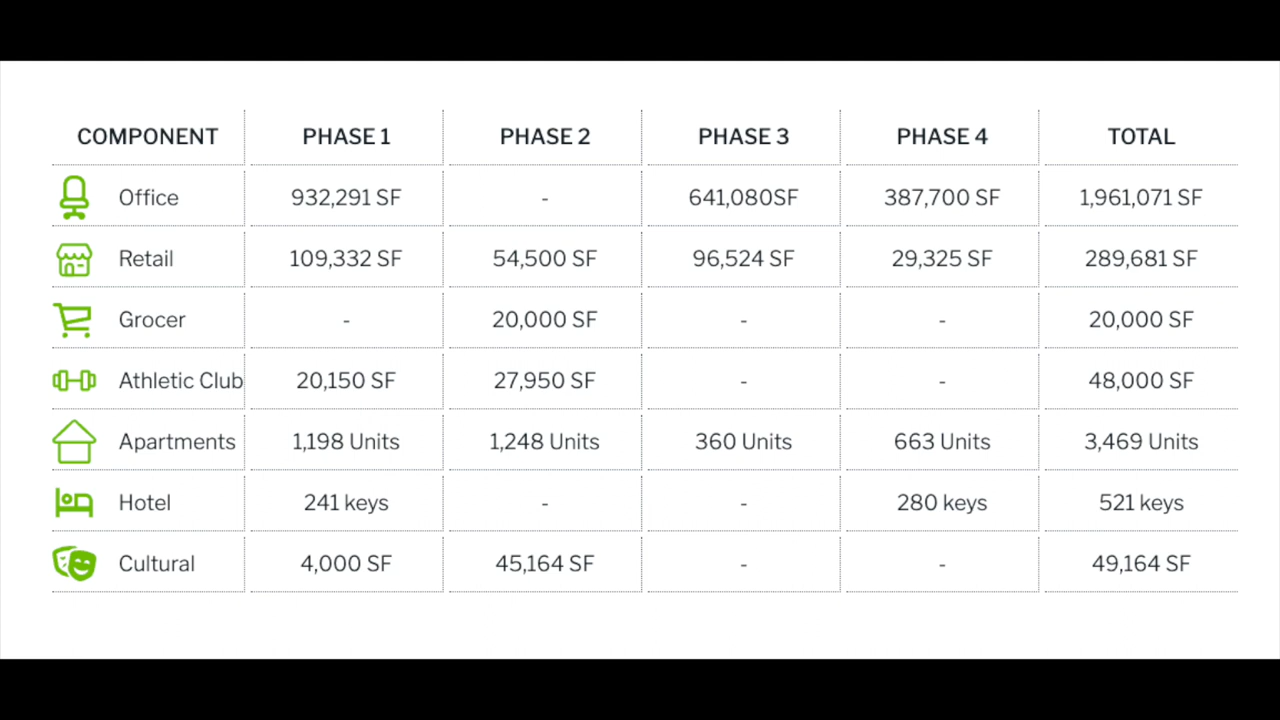 COMPONENT PHASE 1 PHASE 2 PHASE 3 PHASE 4 TOTAL
Office 932,291 SF - 641,080SF 387,700 SF 1,961,071 SF
Retail 109,332 SF 54,500 SF 96,524 SF 29,325 SF 289,681 SF
Grocer - 20,000 SF - - 20,000 SF
Athletic Club 20,150 SF 27,950 SF - - 48,000 SF
Apartments 1,198 Units 1,248 Units 360 Units 663 Units 3,469 Units
Hotel 241 keys - - 280 keys 521 keys
Cultural 4,000 SF 45,164 SF - - 49,164 SF